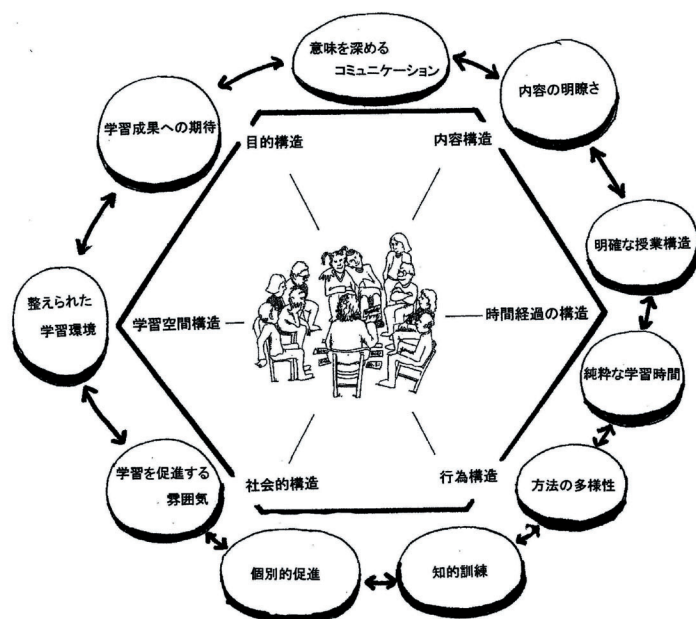 意味を深める
コミュニケーション
内容の明瞭さ
学習成果への期待
目的構造
内容構造
明確な授業構造
整えられた
学習環境
学習空間構造
時間経過の構造
純粋な学習時間
学習を促進する
雰囲気
社会的構造
行為構造
方法の多様性
個別的促進
知的訓練